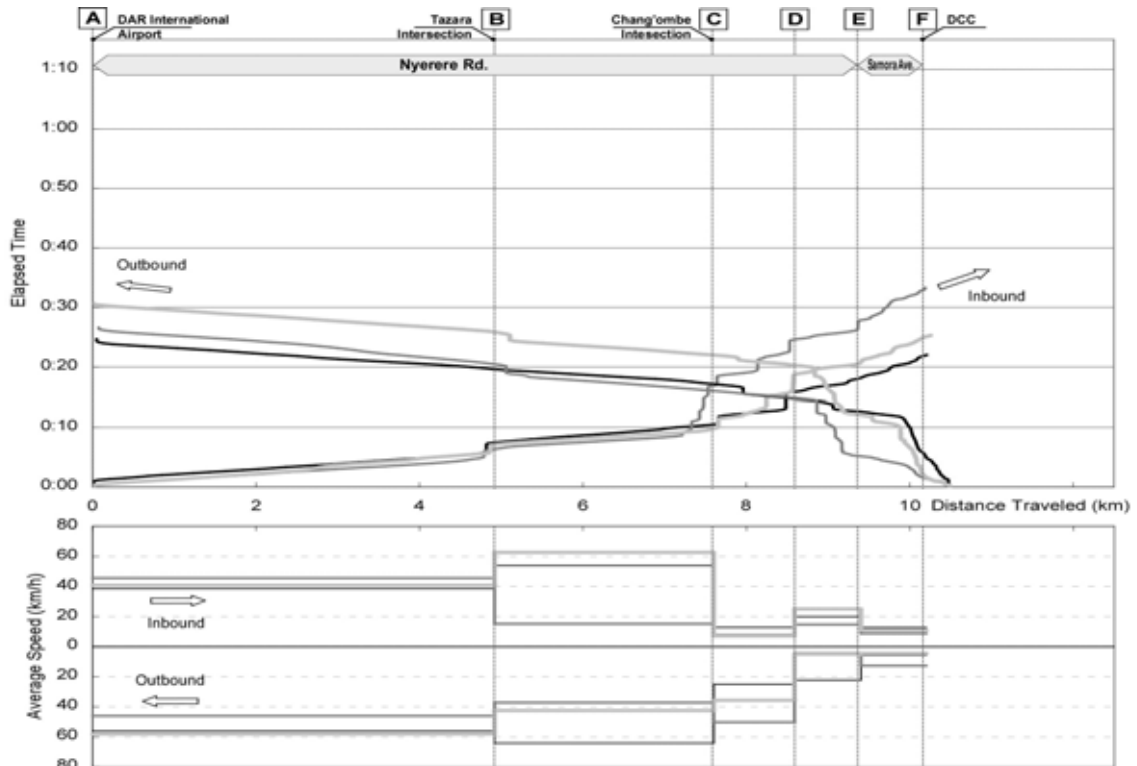 A DAR International Airport
Tazara Intersection B
Chang'ombe Intesection C
D
E
F DCC
Nyerere Rd.
Samora Ave.
1:10
1:00
0:50
0:40
0:30
0:20
0:10
0:00
Elapsed Time
Outbound
Inbound
0 2 4 6 8 10 Distance Traveled (km)
80
60
40
20
0
20
40
60
80
Average Speed (km/h)
Inbound
Outbound